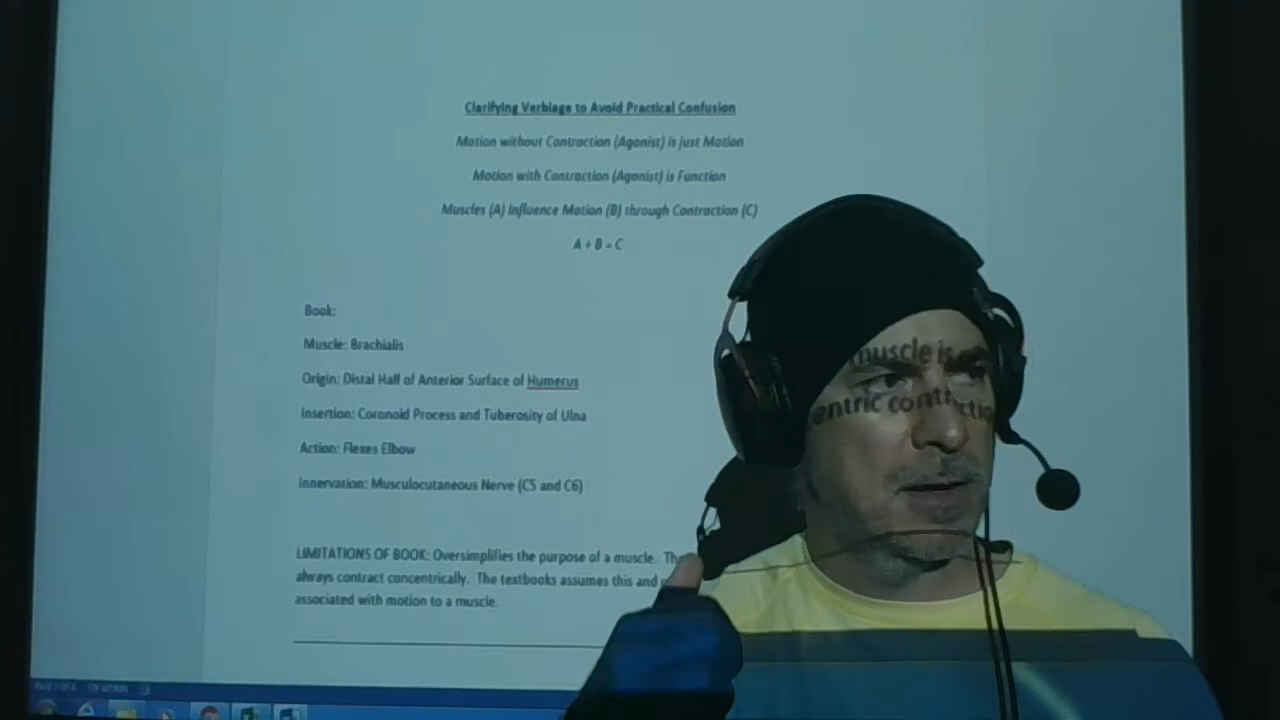 Clarifying Verbiage to Avoid Practical Confusion
Motion without Contraction (Agonist) is just Motion
Motion with Contraction (Agonist) is Function
Muscles (A) Influence Motion (B) through Contraction (C)
A + B = C
Book:
Muscle: Brachialis
Origin: Distal Half of Anterior Surface of Humerus
Insertion: Coronoid Process and Tuberosity of Ulna
Action: Flexes Elbow
Innervation: Musculocutaneous Nerve (C5 and C6)
LIMITATIONS OF BOOK: Oversimplifies the purpose of a muscle.
muscle is
always contract concentrically. The textbooks assumes this and
associated with motion to a muscle.